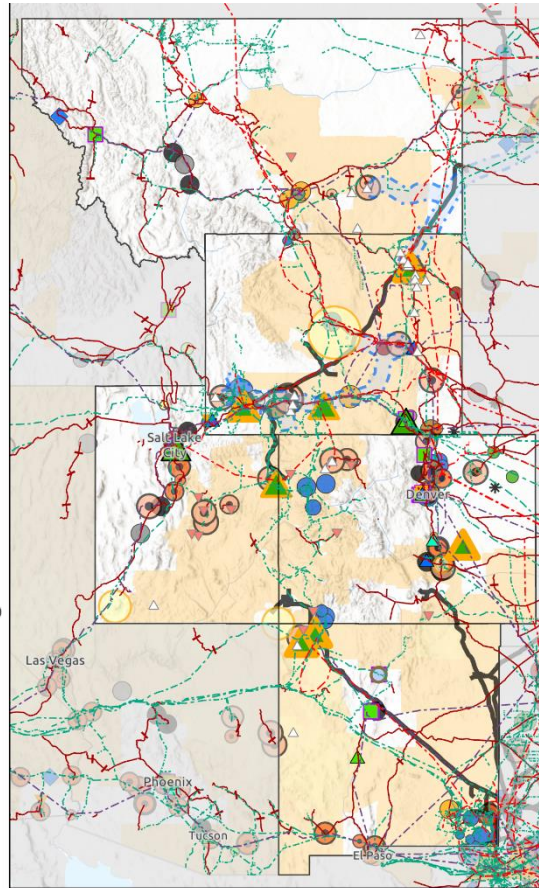 Salt Lake
City
Denver
Las Vegas
Phoenix
Tucson
El Paso